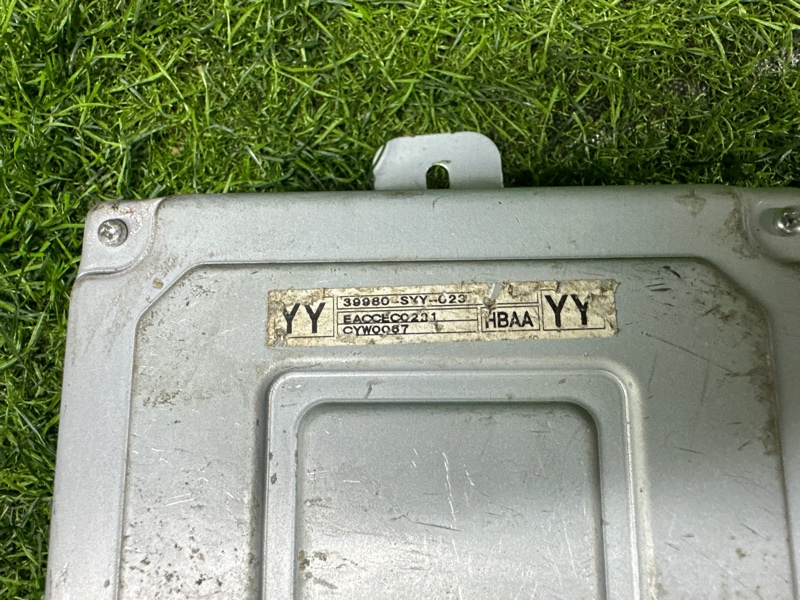 YY
39980-SYY-023
EACCEC0231
CYW0067
HBAA
YY